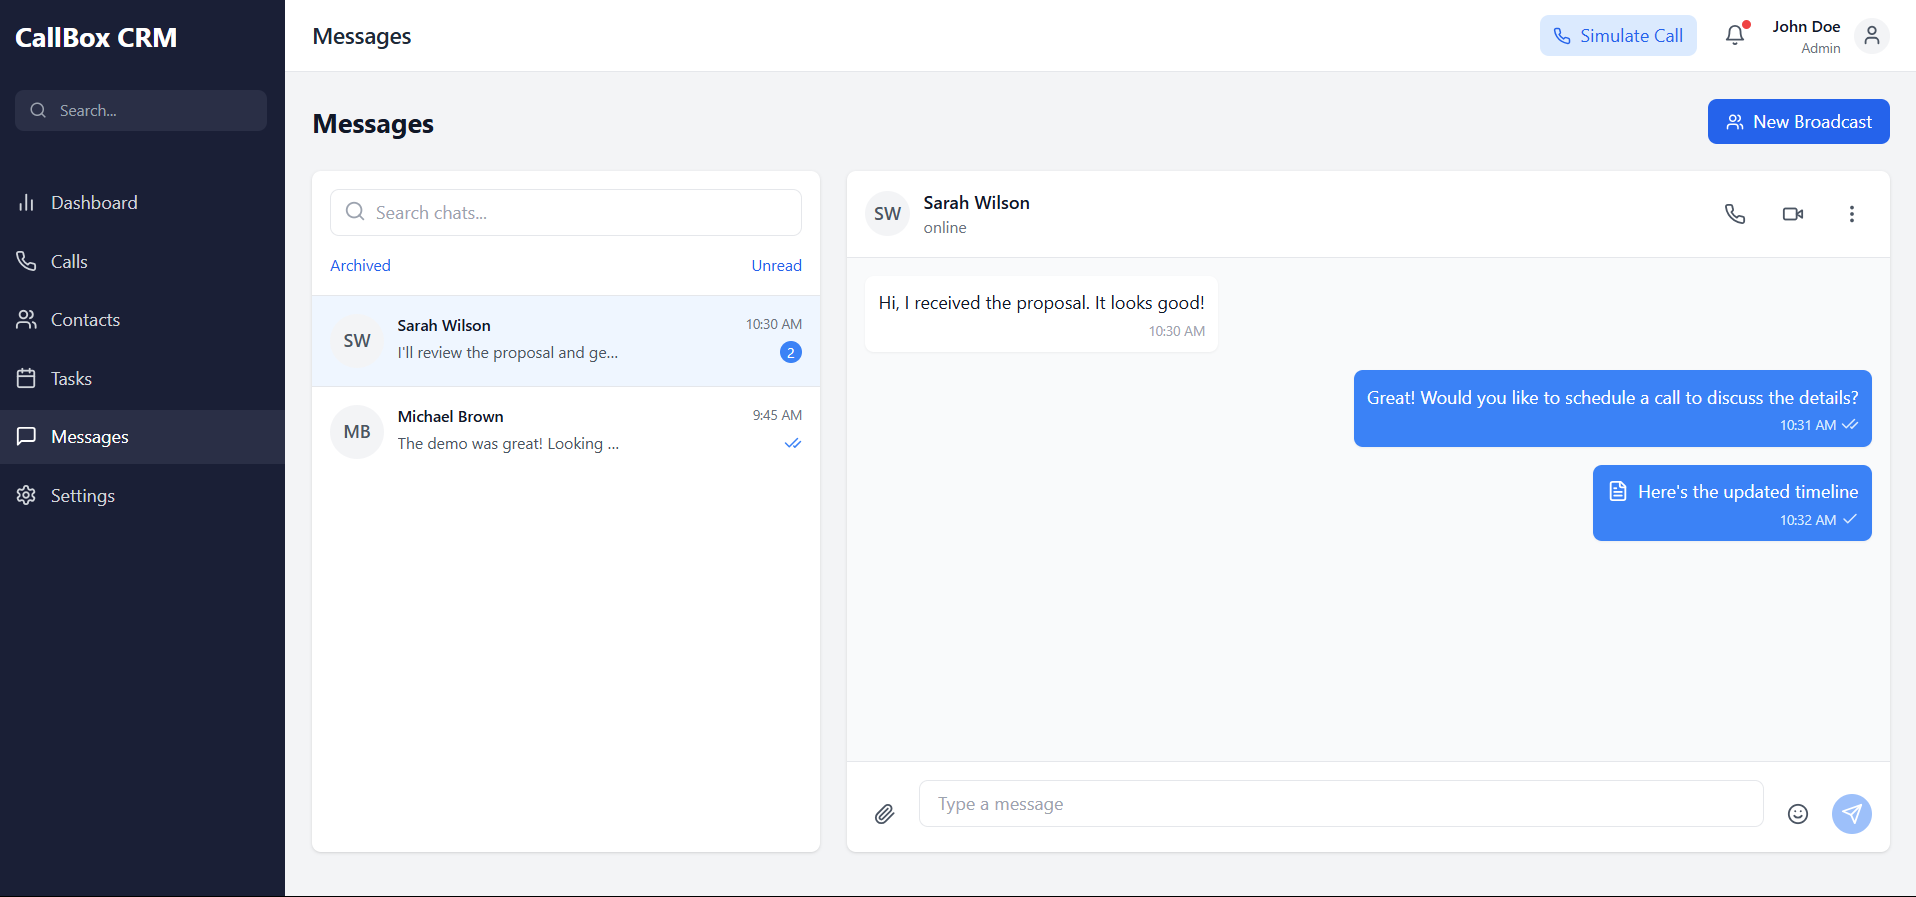 CallBox CRM
Search...
Dashboard
Calls
Contacts
Tasks
Messages
Settings
Messages
Simulate Call
John Doe
Admin
Messages
New Broadcast
Search chats...
Archived
Unread
SW
Sarah Wilson
10:30 AM
I'll review the proposal and ge...
2
MB
Michael Brown
9:45 AM
The demo was great! Looking ...
SW
Sarah Wilson
online
Hi, I received the proposal. It looks good!
10:30 AM
Great! Would you like to schedule a call to discuss the details?
10:31 AM
Here's the updated timeline
10:32 AM
Type a message